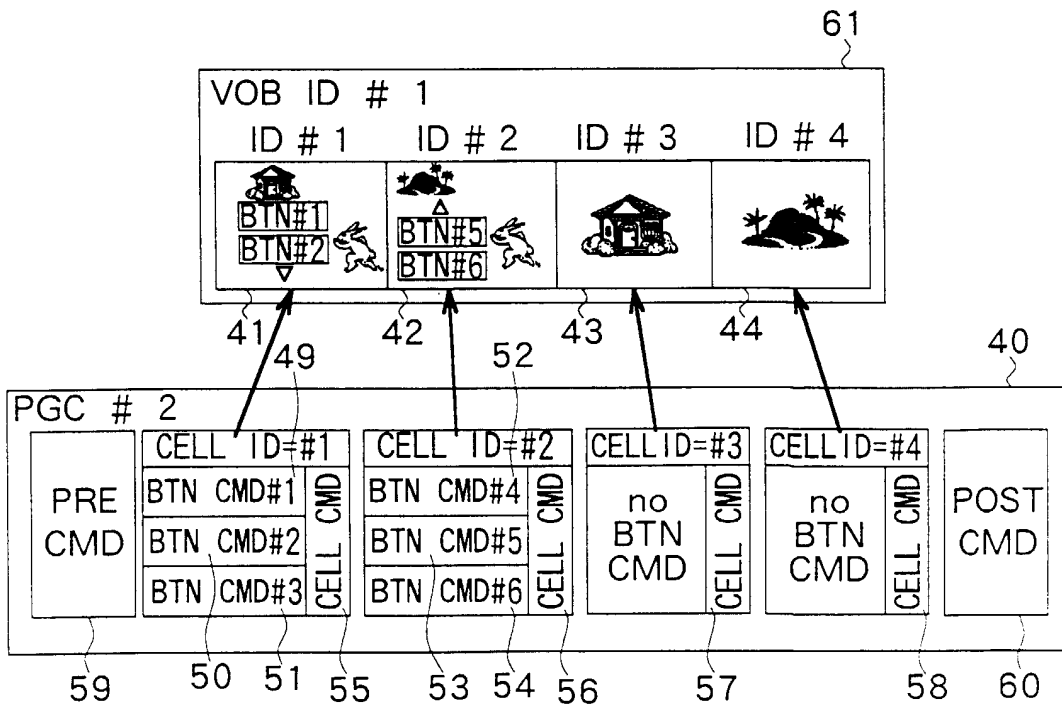 61
VOB ID # 1
ID # 1 ID # 2 ID # 3 ID # 4
BTN#1
BTN#2
BTN#5
BTN#6
41 42 43 44
49 52 40
PGC # 2
PRE
CMD
CELL ID=#1
BTN CMD#1
BTN CMD#2
BTN CMD#3
CELL CMD
CELL ID=#2
BTN CMD#4
BTN CMD#5
BTN CMD#6
CELL CMD
CELL ID=#3
no
BTN
CMD
CELL CMD
CELL ID=#4
no
BTN
CMD
CELL CMD
POST
CMD
59 50 51 55 53 54 56 57 58 60